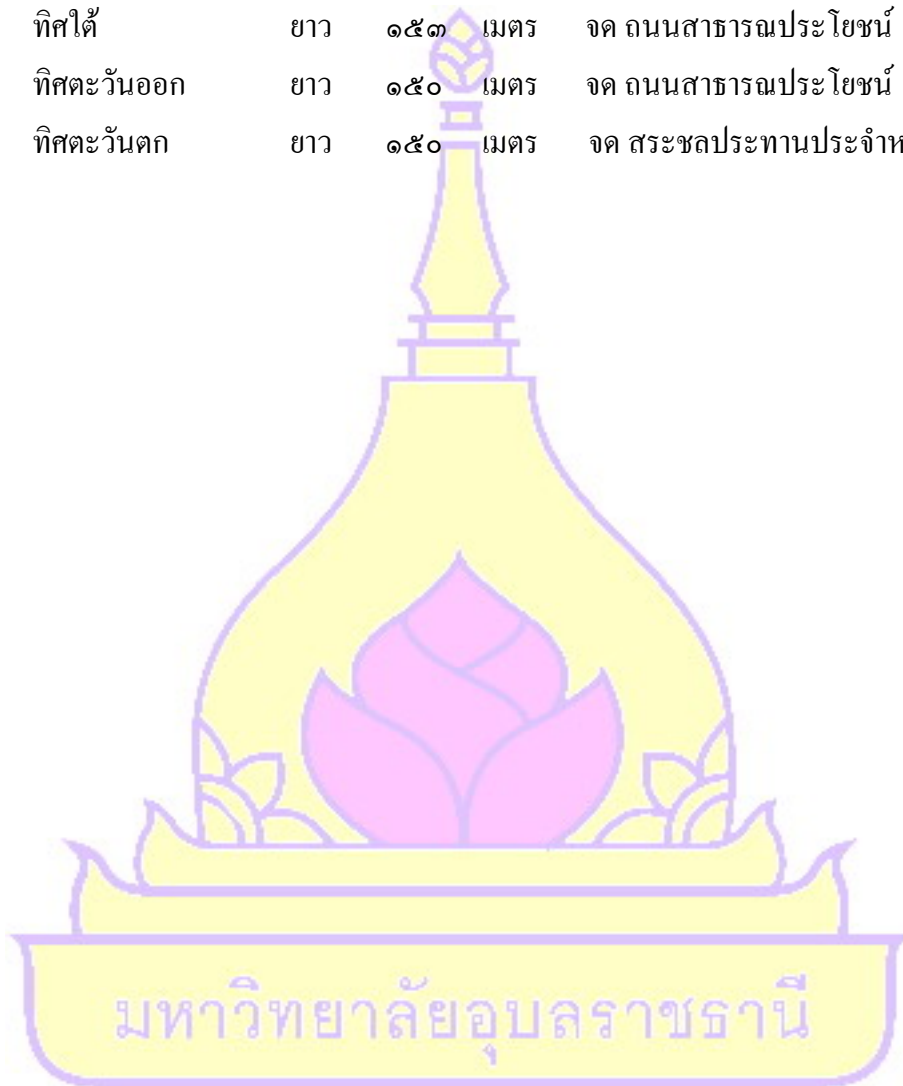 ทิศใต้ ยาว ๑๕๓ เมตร จด ถนนสาธารณประโยชน์
ทิศตะวันออก ยาว ๑๕๐ เมตร จด ถนนสาธารณประโยชน์
ทิศตะวันตก ยาว ๑๕๐ เมตร จด สระชลประทานประจำห
มหาวิทยาลัยอุบลราชธานี